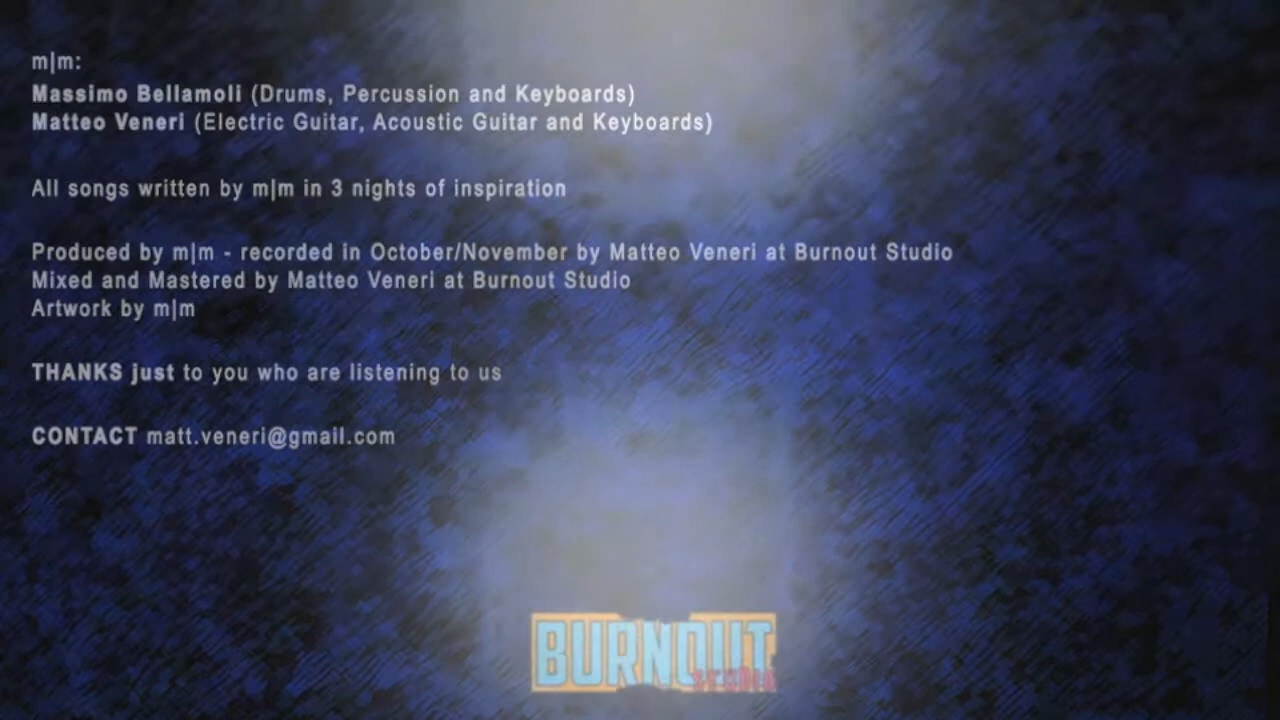 m|m:
Massimo Bellamoli (Drums, Percussion and Keyboards)
Matteo Veneri (Electric Guitar, Acoustic Guitar and Keyboards)
All songs written by m|m in 3 nights of inspiration
Produced by m|m - recorded in October/November by Matteo Veneri at Burnout Studio
Mixed and Mastered by Matteo Veneri at Burnout Studio
Artwork by m|m
THANKS just to you who are listening to us
CONTACT matt.veneri@gmail.com
BURNOUT
STUDIO